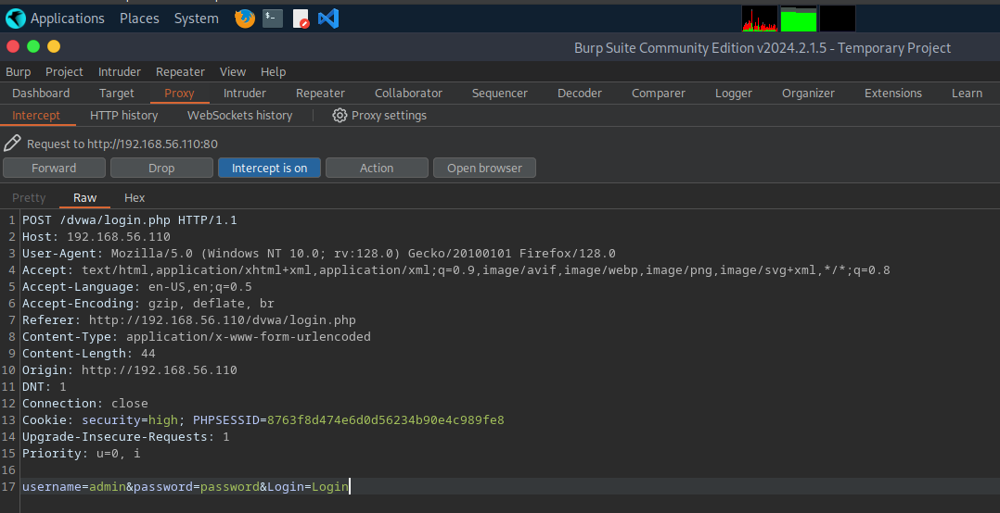 Applications Places System
Burp Suite Community Edition v2024.2.1.5 - Temporary Project
Burp Project Intruder Repeater View Help
Dashboard Target Proxy Intruder Repeater Collaborator Sequencer Decoder Comparer Logger Organizer Extensions Learn
Intercept HTTP history WebSockets history Proxy settings
Request to http://192.168.56.110:80
Forward Drop Intercept is on Action Open browser
Pretty Raw Hex
1 POST /dvwa/login.php HTTP/1.1
2 Host: 192.168.56.110
3 User-Agent: Mozilla/5.0 (Windows NT 10.0; rv:128.0) Gecko/20100101 Firefox/128.0
4 Accept: text/html,application/xhtml+xml,application/xml;q=0.9,image/avif,image/webp,image/png,image/svg+xml,*/*;q=0.8
5 Accept-Language: en-US,en;q=0.5
6 Accept-Encoding: gzip, deflate, br
7 Referer: http://192.168.56.110/dvwa/login.php
8 Content-Type: application/x-www-form-urlencoded
9 Content-Length: 44
10 Origin: http://192.168.56.110
11 DNT: 1
12 Connection: close
13 Cookie: security=high; PHPSESSID=8763f8d474e6d0d56234b90e4c989fe8
14 Upgrade-Insecure-Requests: 1
15 Priority: u=0, i
16
17 username=admin&password=password&Login=Login